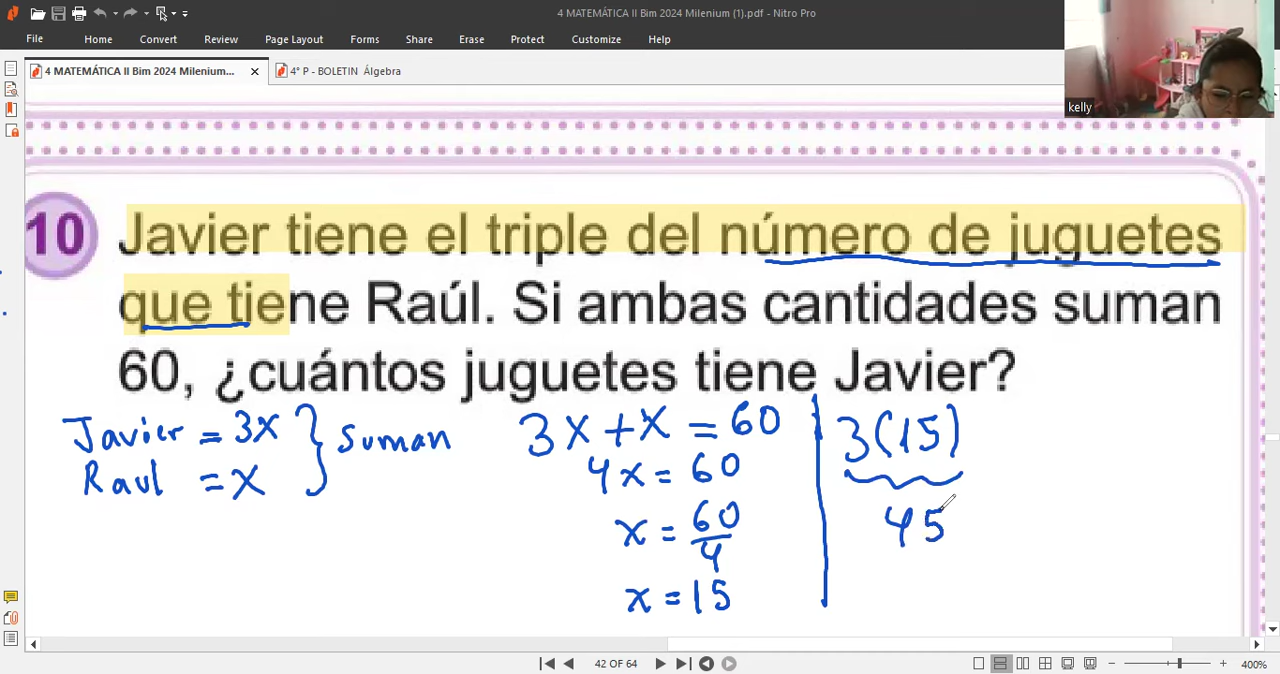 4 MATEMÁTICA II Bim 2024 Milenium (1).pdf - Nitro Pro
File Home Convert Review Page Layout Forms Share Erase Protect Customize Help
4 MATEMÁTICA II Bim 2024 Milenium... × 4° P - BOLETIN Álgebra
kelly
10 Javier tiene el triple del número de juguetes
que tiene Raúl. Si ambas cantidades suman
60, ¿cuántos juguetes tiene Javier?
Javier = 3x } suman
Raul = x
3x + x = 60
4x = 60
x = 60/4
x = 15
3(15)
45
42 OF 64
400%